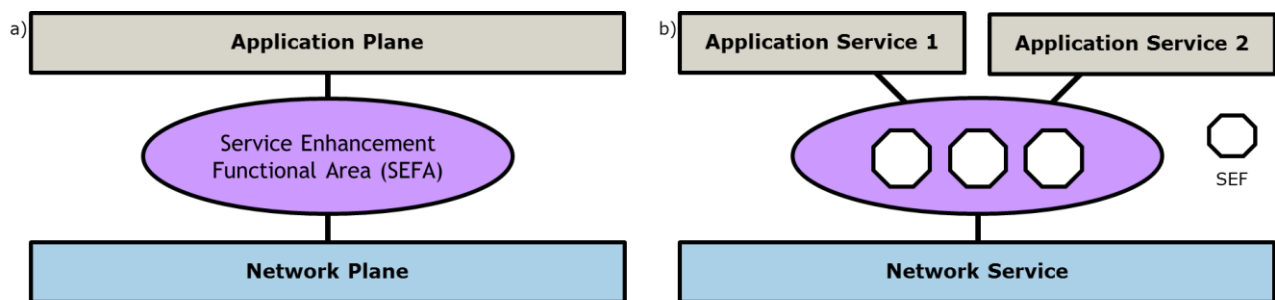 a)
Application Plane
Service Enhancement
Functional Area (SEFA)
Network Plane
b)
Application Service 1
Application Service 2
SEF
Network Service